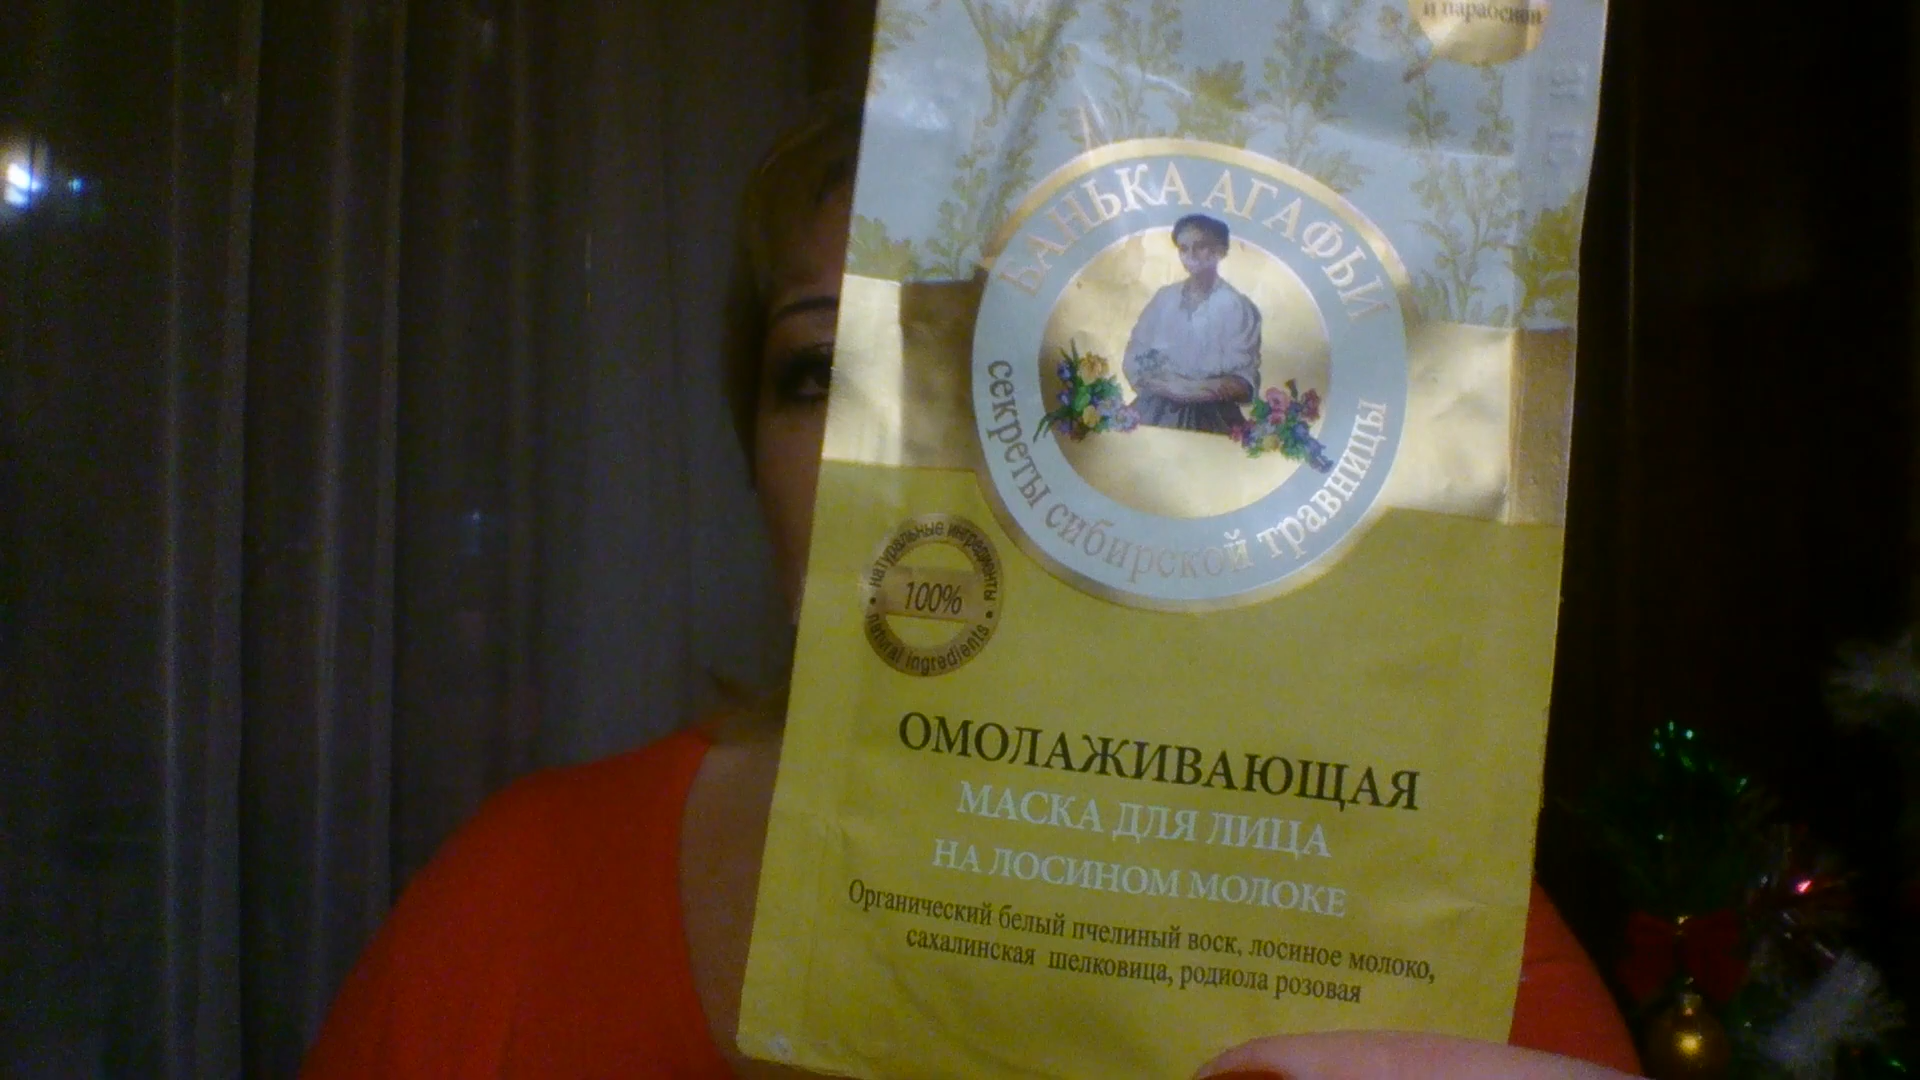 и парабенов
БАНЬКА АГАФЬИ
секреты сибирской травницы
натуральные ингредиенты
100%
natural ingredients
ОМОЛАЖИВАЮЩАЯ
МАСКА ДЛЯ ЛИЦА
НА ЛОСИНОМ МОЛОКЕ
Органический белый пчелиный воск, лосиное молоко,
сахалинская шелковица, родиола розовая